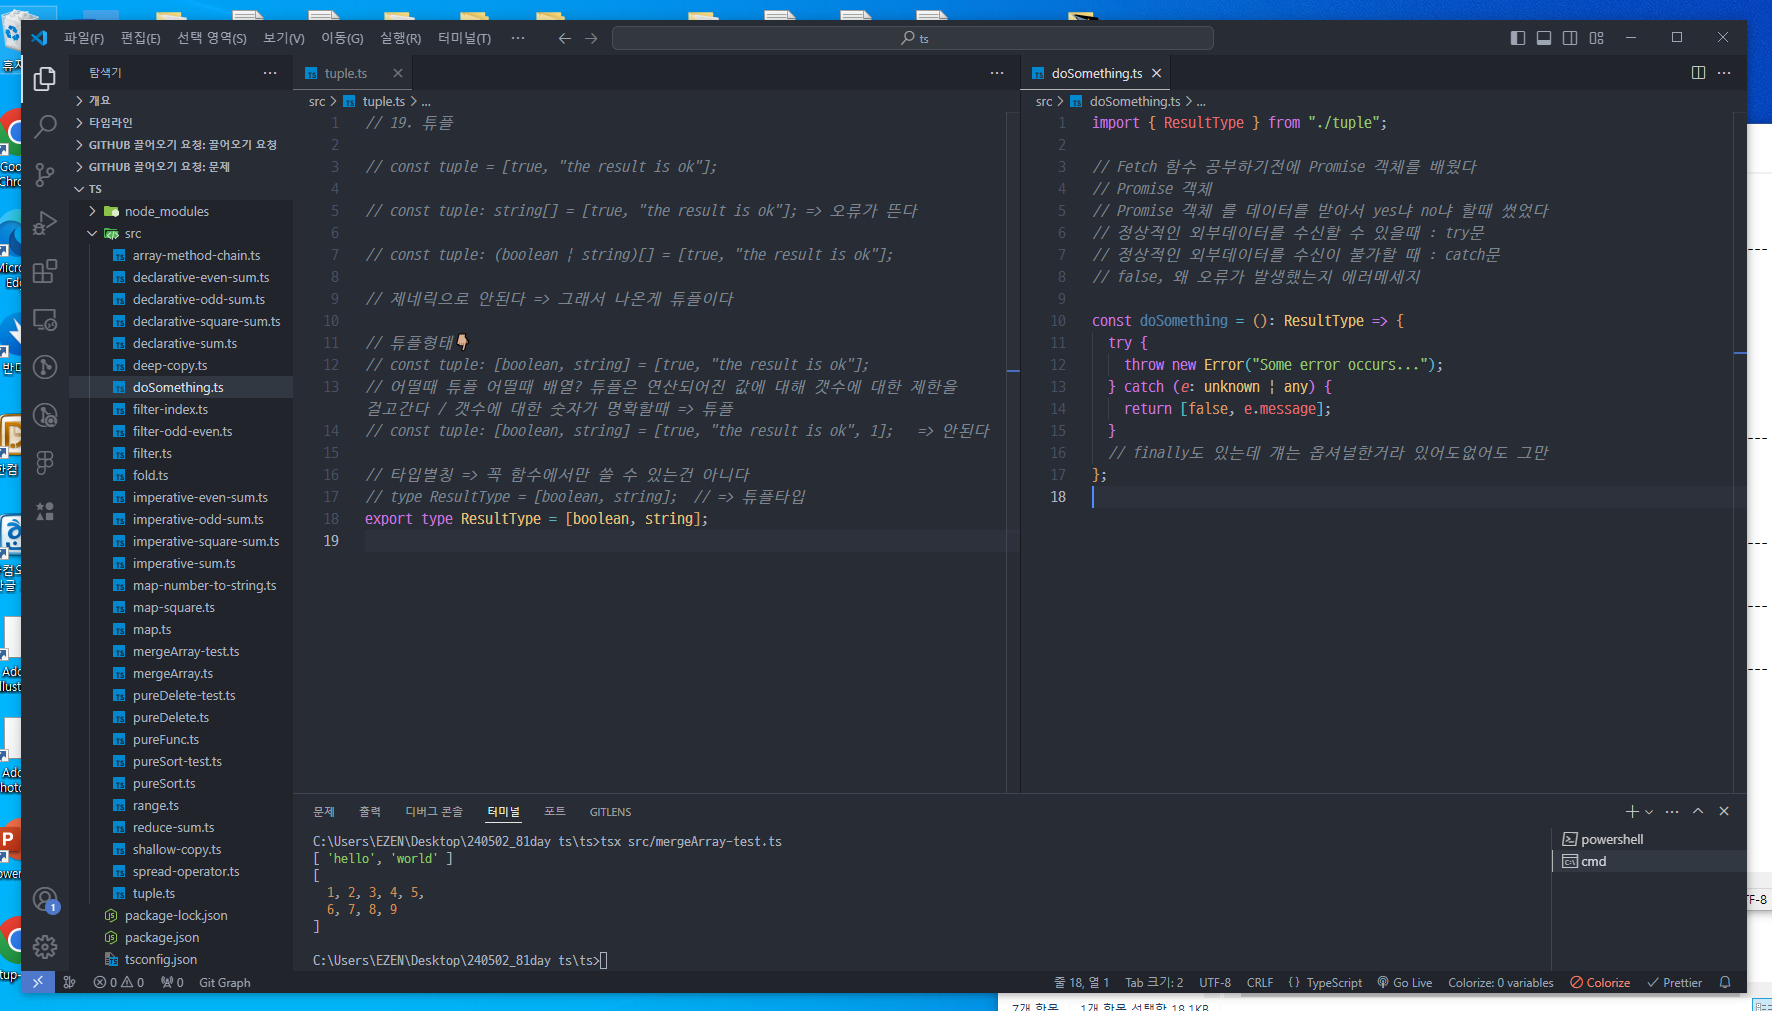 파일(F) 편집(E) 선택 영역(S) 보기(V) 이동(G) 실행(R) 터미널(T) ··· ts
탐색기
개요
타임라인
GITHUB 끌어오기 요청: 끌어오기 요청
GITHUB 끌어오기 요청: 문제
TS
node_modules
src
array-method-chain.ts
declarative-even-sum.ts
declarative-odd-sum.ts
declarative-square-sum.ts
declarative-sum.ts
deep-copy.ts
doSomething.ts
filter-index.ts
filter-odd-even.ts
filter.ts
fold.ts
imperative-even-sum.ts
imperative-odd-sum.ts
imperative-square-sum.ts
imperative-sum.ts
map-number-to-string.ts
map-square.ts
map.ts
mergeArray-test.ts
mergeArray.ts
pureDelete-test.ts
pureDelete.ts
pureFunc.ts
pureSort-test.ts
pureSort.ts
range.ts
reduce-sum.ts
shallow-copy.ts
spread-operator.ts
tuple.ts
package-lock.json
package.json
tsconfig.json
tuple.ts
src > tuple.ts > ...
1 // 19. 튜플
2
3 // const tuple = [true, "the result is ok"];
4
5 // const tuple: string[] = [true, "the result is ok"]; => 오류가 뜬다
6
7 // const tuple: (boolean | string)[] = [true, "the result is ok"];
8
9 // 제네릭으로 안된다 => 그래서 나온게 튜플이다
10
11 // 튜플형태👇🏼
12 // const tuple: [boolean, string] = [true, "the result is ok"];
13 // 어떨때 튜플 어떨때 배열? 튜플은 연산되어진 값에 대해 갯수에 대한 제한을
걸고간다 / 갯수에 대한 숫자가 명확할때 => 튜플
14 // const tuple: [boolean, string] = [true, "the result is ok", 1]; => 안된다
15
16 // 타입별칭 => 꼭 함수에서만 쓸 수 있는건 아니다
17 // type ResultType = [boolean, string]; // => 튜플타입
18 export type ResultType = [boolean, string];
19
doSomething.ts
src > doSomething.ts > ...
1 import { ResultType } from "./tuple";
2
3 // Fetch 함수 공부하기전에 Promise 객체를 배웠다
4 // Promise 객체
5 // Promise 객체 를 데이터를 받아서 yes냐 no냐 할때 썼었다
6 // 정상적인 외부데이터를 수신할 수 있을때 : try문
7 // 정상적인 외부데이터를 수신이 불가할 때 : catch문
8 // false, 왜 오류가 발생했는지 에러메세지
9
10 const doSomething = (): ResultType => {
11 try {
12 throw new Error("Some error occurs...");
13 } catch (e: unknown | any) {
14 return [false, e.message];
15 }
16 // finally도 있는데 걔는 옵셔널한거라 있어도없어도 그만
17 };
18
문제 출력 디버그 콘솔 터미널 포트 GITLENS
C:\Users\EZEN\Desktop\240502_81day ts\ts>tsx src/mergeArray-test.ts
[ 'hello', 'world' ]
[
1, 2, 3, 4, 5,
6, 7, 8, 9
]
C:\Users\EZEN\Desktop\240502_81day ts\ts>
powershell
cmd
0 0 0 Git Graph
줄 18, 열 1 Tab 크기: 2 UTF-8 CRLF {} TypeScript Go Live Colorize: 0 variables Colorize Prettier
7개 항목 1개 항목 선택함 18.1KB